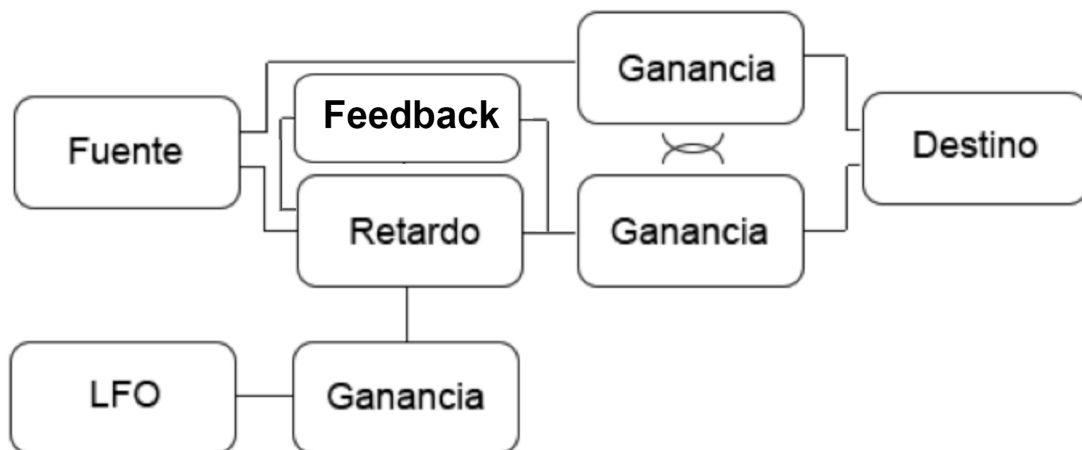 Ganancia
Feedback
Fuente
Destino
Retardo
Ganancia
LFO
Ganancia